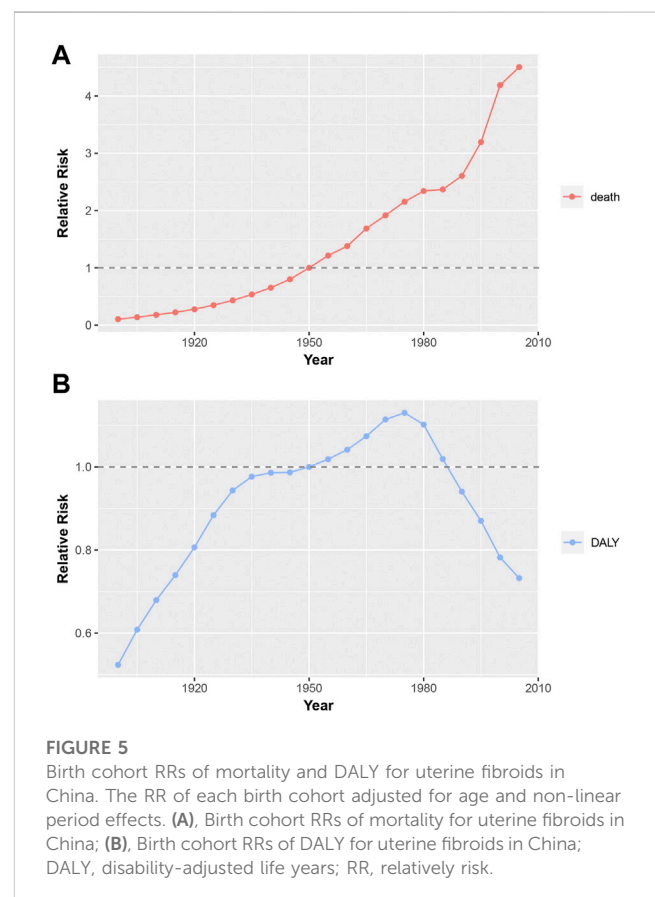 A
4
3
2
1
0
Relative Risk
1920
1950
1980
2010
Year
death
B
1.0
0.8
0.6
Relative Risk
1920
1950
1980
2010
Year
DALY
FIGURE 5
Birth cohort RRs of mortality and DALY for uterine fibroids in
China. The RR of each birth cohort adjusted for age and non-linear
period effects. (A), Birth cohort RRs of mortality for uterine fibroids in
China; (B), Birth cohort RRs of DALY for uterine fibroids in China;
DALY, disability-adjusted life years; RR, relatively risk.